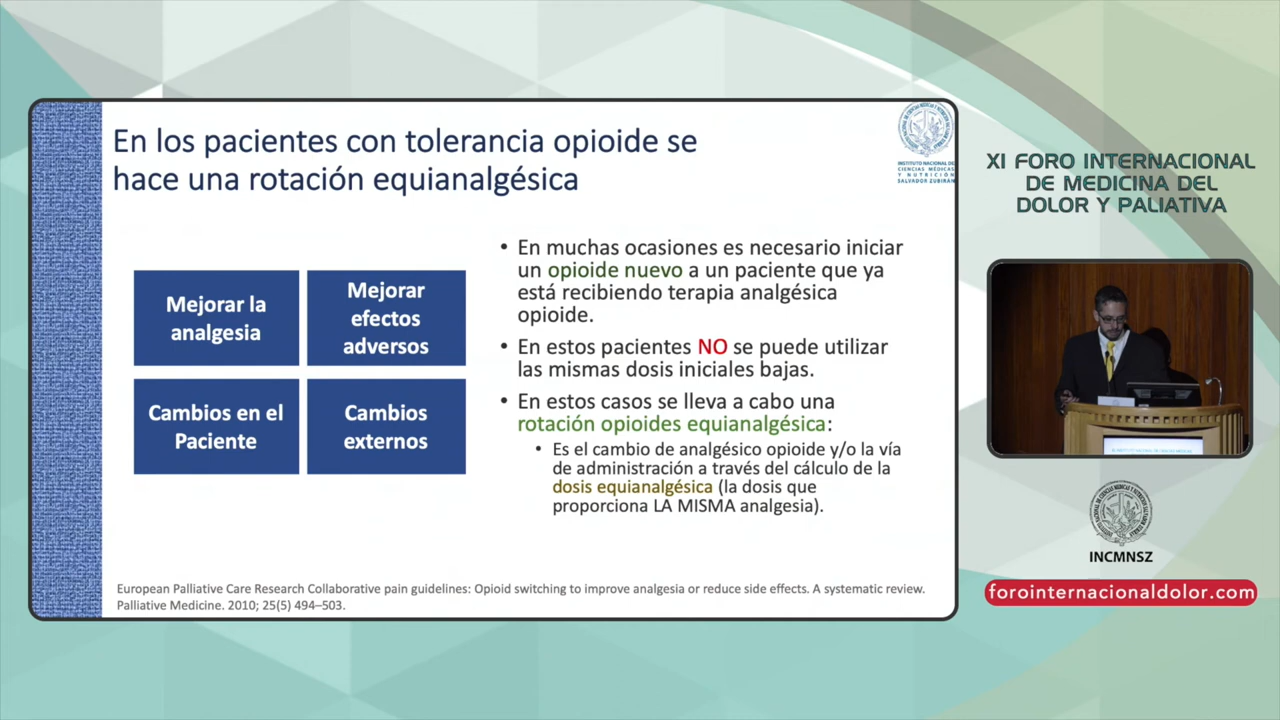 En los pacientes con tolerancia opioide se
hace una rotación equianalgésica
INSTITUTO NACIONAL DE
CIENCIAS MÉDICAS
Y NUTRICIÓN
SALVADOR ZUBIRÁN
Mejorar la
analgesia
Mejorar
efectos
adversos
Cambios en el
Paciente
Cambios
externos
• En muchas ocasiones es necesario iniciar
un opioide nuevo a un paciente que ya
está recibiendo terapia analgésica
opioide.
• En estos pacientes NO se puede utilizar
las mismas dosis iniciales bajas.
• En estos casos se lleva a cabo una
rotación opioides equianalgésica:
• Es el cambio de analgésico opioide y/o la vía
de administración a través del cálculo de la
dosis equianalgésica (la dosis que
proporciona LA MISMA analgesia).
European Palliative Care Research Collaborative pain guidelines: Opioid switching to improve analgesia or reduce side effects. A systematic review.
Palliative Medicine. 2010; 25(5) 494–503.
XI FORO INTERNACIONAL
DE MEDICINA DEL
DOLOR Y PALIATIVA
INCMNSZ
forointernacionaldolor.com